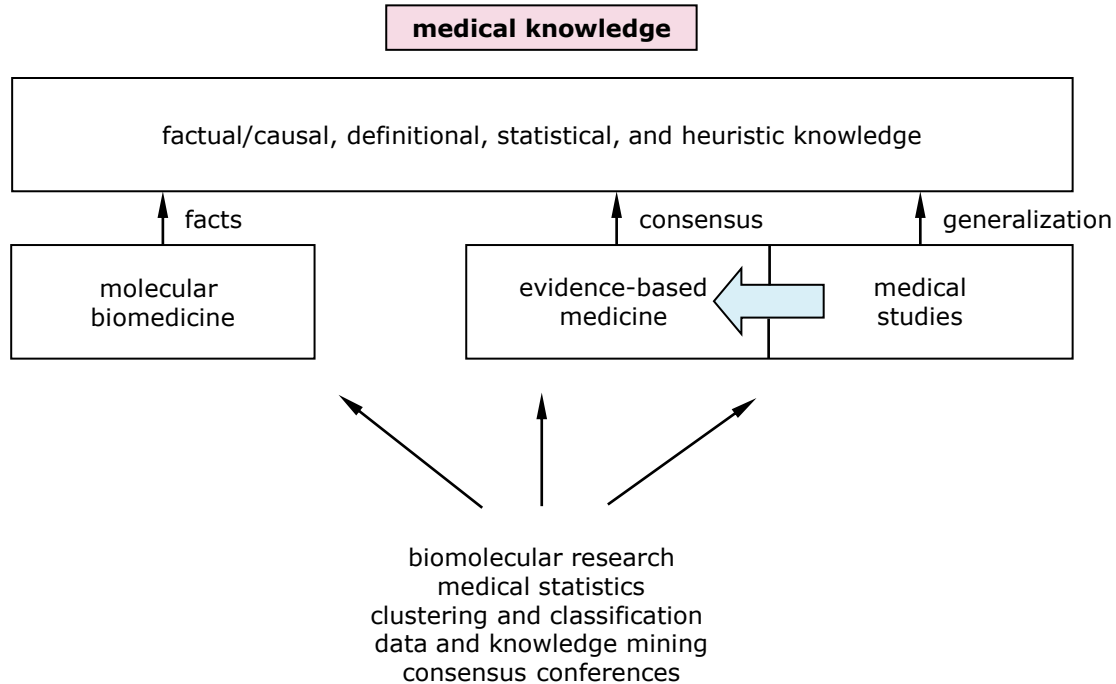 medical knowledge
factual/causal, definitional, statistical, and heuristic knowledge
facts
consensus
generalization
molecular
biomedicine
evidence-based
medicine
medical
studies
biomolecular research
medical statistics
clustering and classification
data and knowledge mining
consensus conferences